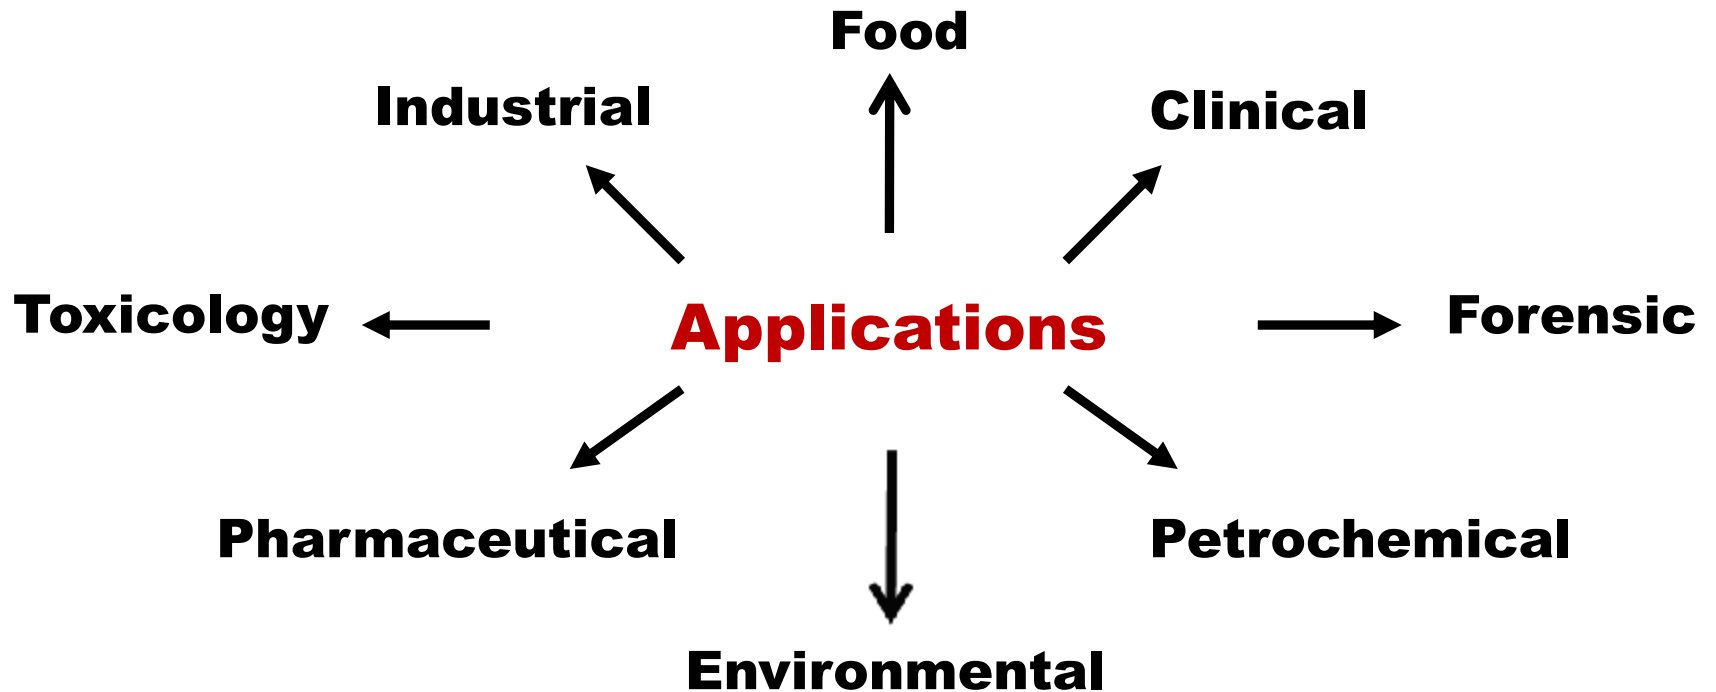 Food
Industrial
Clinical
Toxicology
Applications
Forensic
Pharmaceutical
Petrochemical
Environmental